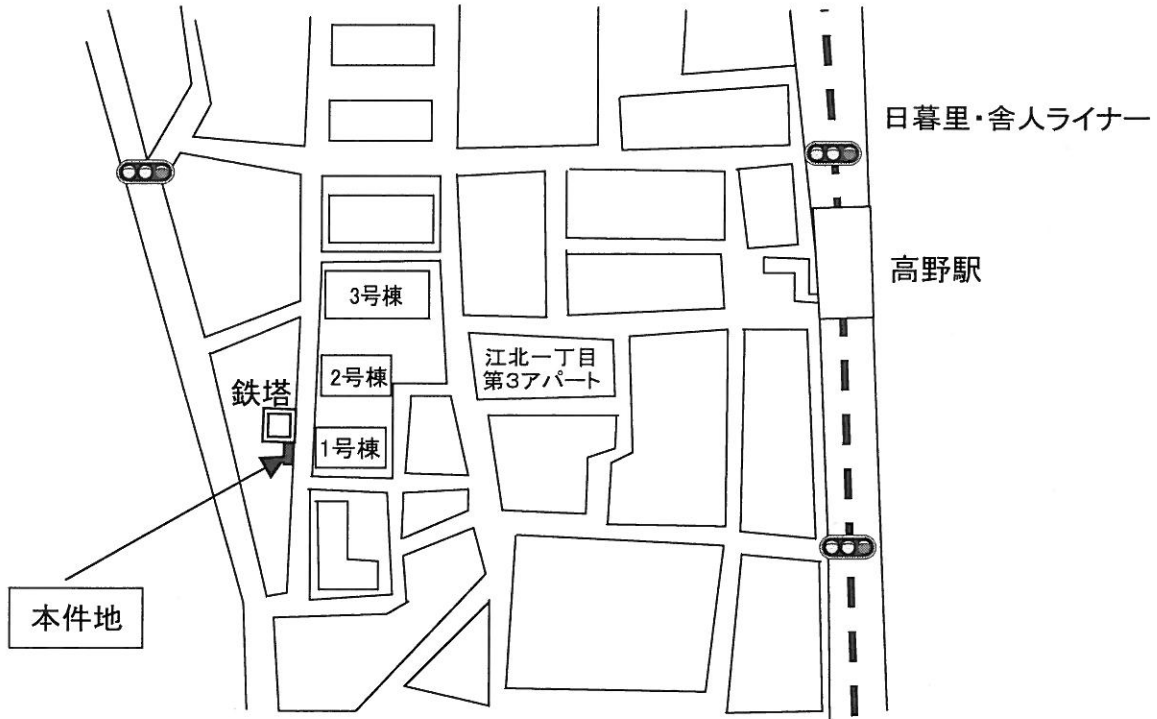 日暮里・舎人ライナー
高野駅
3号棟
江北一丁目
第3アパート
2号棟
鉄塔
1号棟
本件地